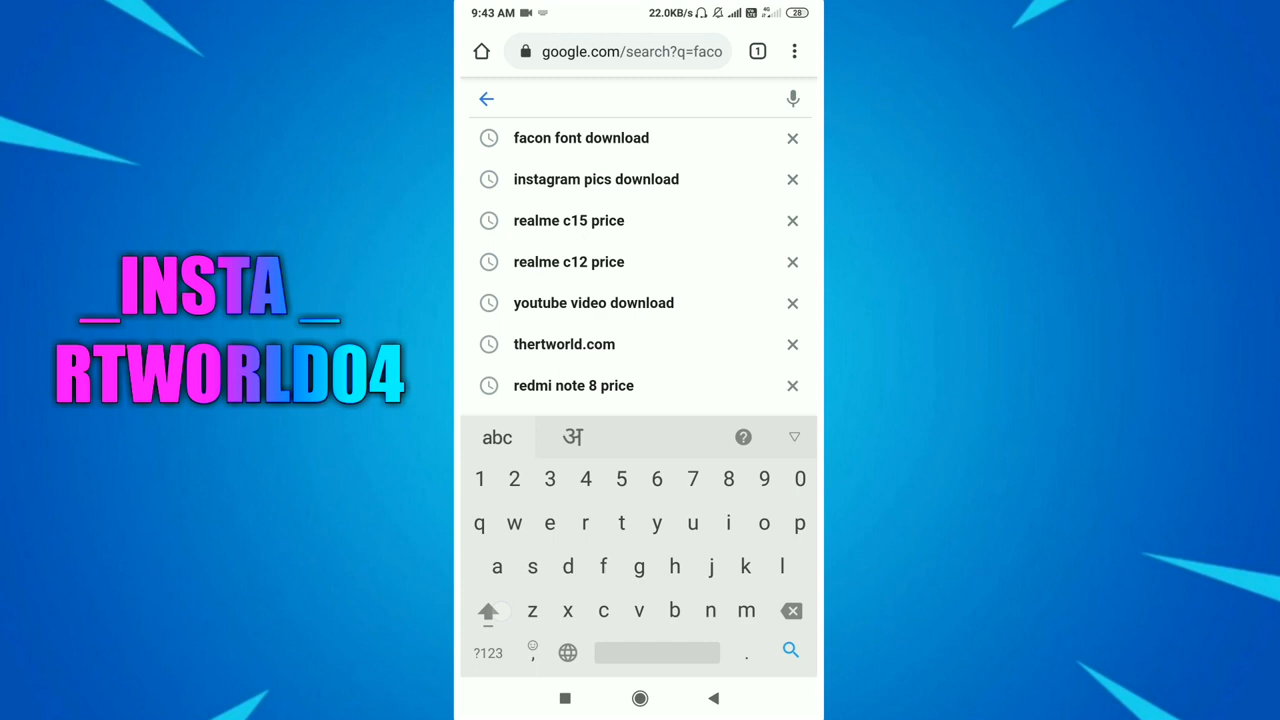 9:43 AM 22.0KB/s 4G 28
google.com/search?q=faco 1
facon font download
instagram pics download
realme c15 price
realme c12 price
youtube video download
thertworld.com
redmi note 8 price
_INSTA _
RTWORLD04
abc अ ?
1 2 3 4 5 6 7 8 9 0
q w e r t y u i o p
a s d f g h j k l
z x c v b n m
?123 , .